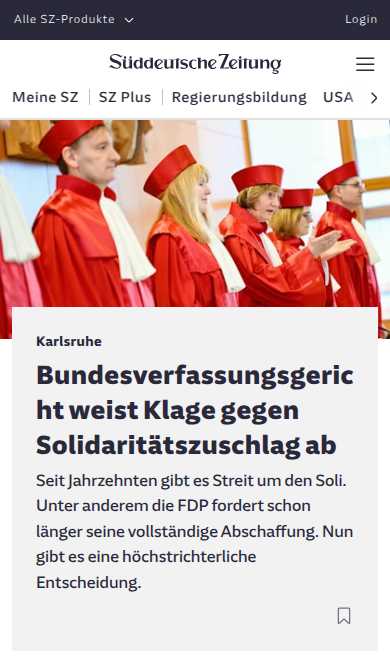 Alle SZ-Produkte
Login
Süddeutsche Zeitung
Meine SZ
SZ Plus
Regierungsbildung
USA
Karlsruhe
Bundesverfassungsgeric
ht weist Klage gegen
Solidaritätszuschlag ab
Seit Jahrzehnten gibt es Streit um den Soli.
Unter anderem die FDP fordert schon
länger seine vollständige Abschaffung. Nun
gibt es eine höchstrichterliche
Entscheidung.